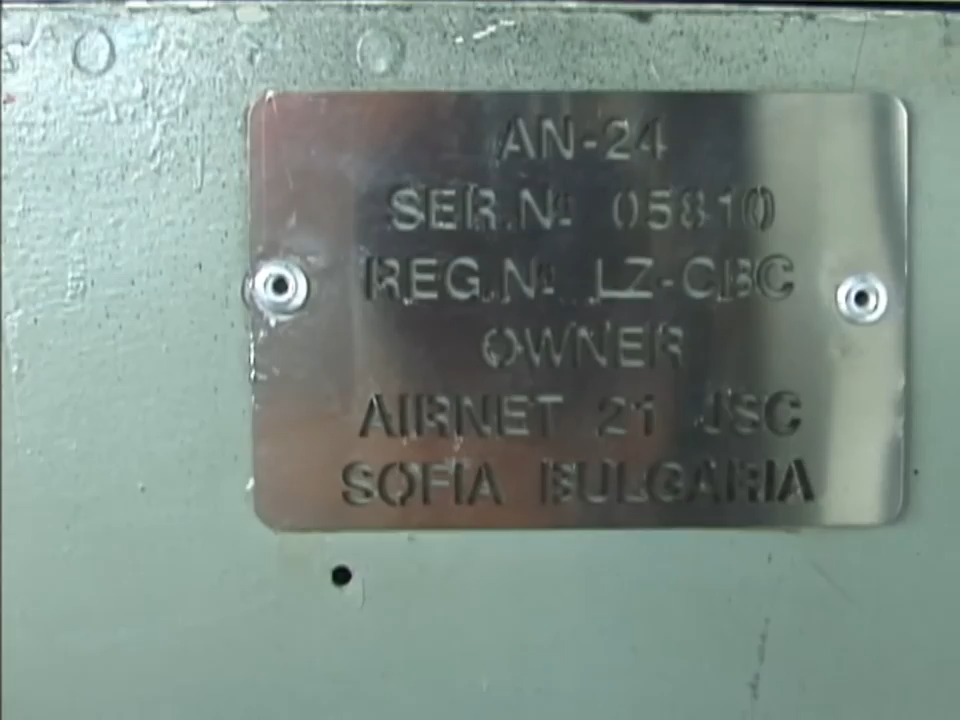 AN-24
SER.№ 05810
REG.№ LZ-CBC
OWNER
AIRNET 21 JSC
SOFIA BULGARIA